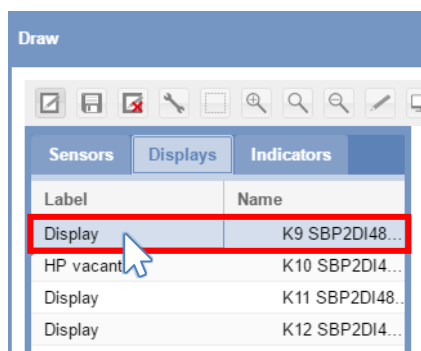 Draw
Sensors Displays Indicators
Label Name
Display K9 SBP2DI48...
HP vacant K10 SBP2DI4...
Display K11 SBP2DI48..
Display K12 SBP2DI4...